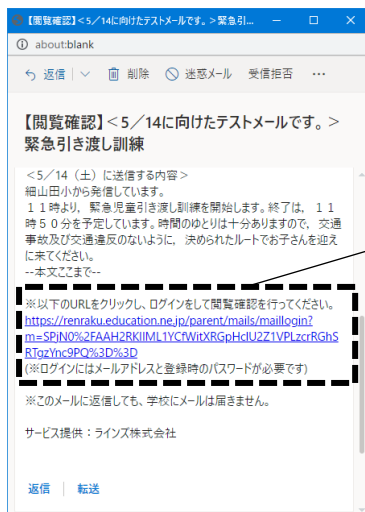 【閲覧確認】<5／14に向けたテストメールです。>緊急引...
about:blank
返信 削除 迷惑メール 受信拒否 …
【閲覧確認】<5／14に向けたテストメールです。>
緊急引き渡し訓練
<5／14（土）に送信する内容>
細山田小から発信しています。
１１時より，緊急児童引き渡し訓練を開始します。終了は，１１
時５０分を予定しています。時間のゆとりは十分ありますので，交通
事故及び交通違反のないように，決められたルートでお子さんを迎え
に来てください。
--本文ここまで--
※以下のURLをクリックし、ログインをして閲覧確認を行ってください。
https://renraku.education.ne.jp/parent/mails/maillogin?
m=SPjN0%2FAAH2RKIIML1YCfWitXRGpHcIU2Z1VPLzcrRGhS
RTgzYnc9PQ%3D%3D
(※ログインにはメールアドレスと登録時のパスワードが必要です)
※このメールに返信しても、学校にメールは届きません。
サービス提供：ラインズ株式会社
返信 転送